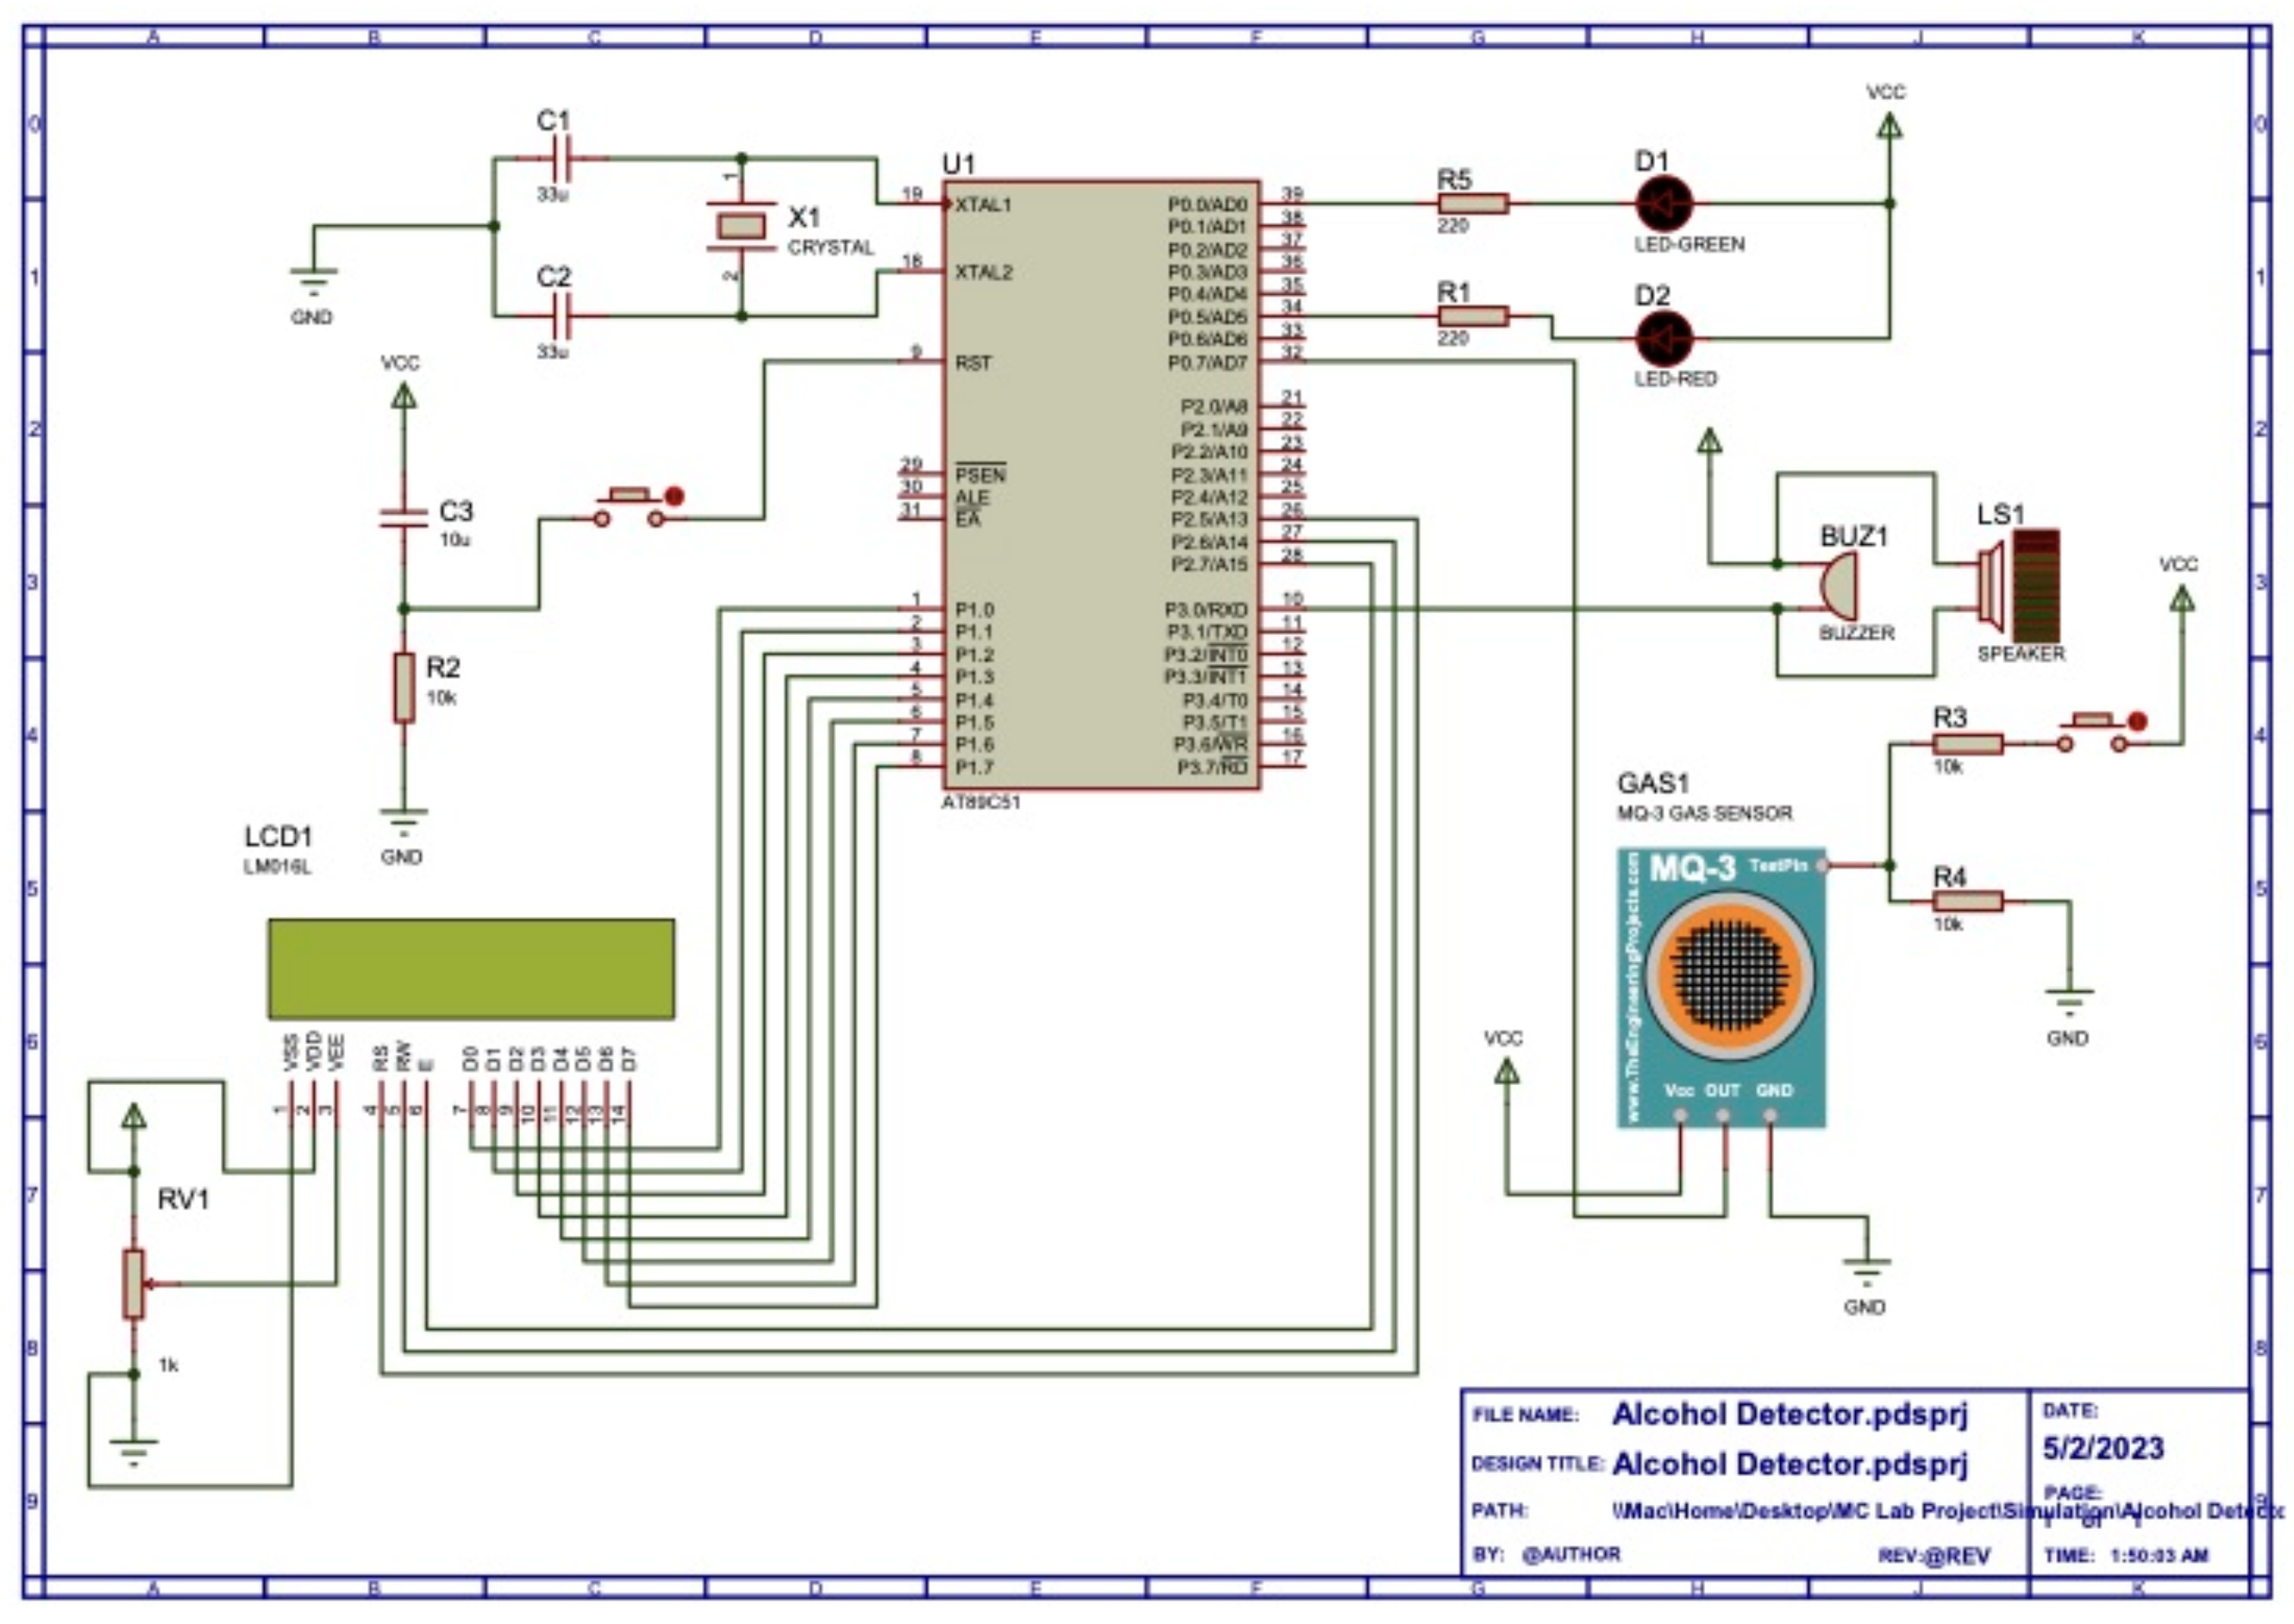 A B C D E F G H J K
0 0
1 1
2 2
3 3
4 4
5 5
6 6
7 7
8 8
9 9
C1
33u
C2
33u
GND
1
X1
CRYSTAL
2
VCC
C3
10u
R2
10k
GND
U1
AT89C51
19 XTAL1
18 XTAL2
9 RST
29 PSEN
30 ALE
31 EA
1 P1.0
2 P1.1
3 P1.2
4 P1.3
5 P1.4
6 P1.5
7 P1.6
8 P1.7
P0.0/AD0 39
P0.1/AD1 38
P0.2/AD2 37
P0.3/AD3 36
P0.4/AD4 35
P0.5/AD5 34
P0.6/AD6 33
P0.7/AD7 32
P2.0/A8 21
P2.1/A9 22
P2.2/A10 23
P2.3/A11 24
P2.4/A12 25
P2.5/A13 26
P2.6/A14 27
P2.7/A15 28
P3.0/RXD 10
P3.1/TXD 11
P3.2/INT0 12
P3.3/INT1 13
P3.4/T0 14
P3.5/T1 15
P3.6/WR 16
P3.7/RD 17
VCC
R5
220
D1
LED-GREEN
R1
220
D2
LED-RED
BUZ1
BUZZER
LS1
SPEAKER
VCC
R3
10k
R4
10k
GND
GAS1
MQ-3 GAS SENSOR
MQ-3 TestPin
www.TheEngineeringProjects.com
Vcc OUT GND
VCC
GND
LCD1
LM016L
VSS VDD VEE RS RW E D0 D1 D2 D3 D4 D5 D6 D7
1 2 3 4 5 6 7 8 9 10 11 12 13 14
RV1
1k
FILE NAME: Alcohol Detector.pdsprj
DESIGN TITLE: Alcohol Detector.pdsprj
PATH: \\Mac\Home\Desktop\MC Lab Project\Simulation\Alcohol Detecto
BY: @AUTHOR REV:@REV
DATE:
5/2/2023
PAGE:
1 of 1
TIME: 1:50:03 AM
A B C D E F G H J K